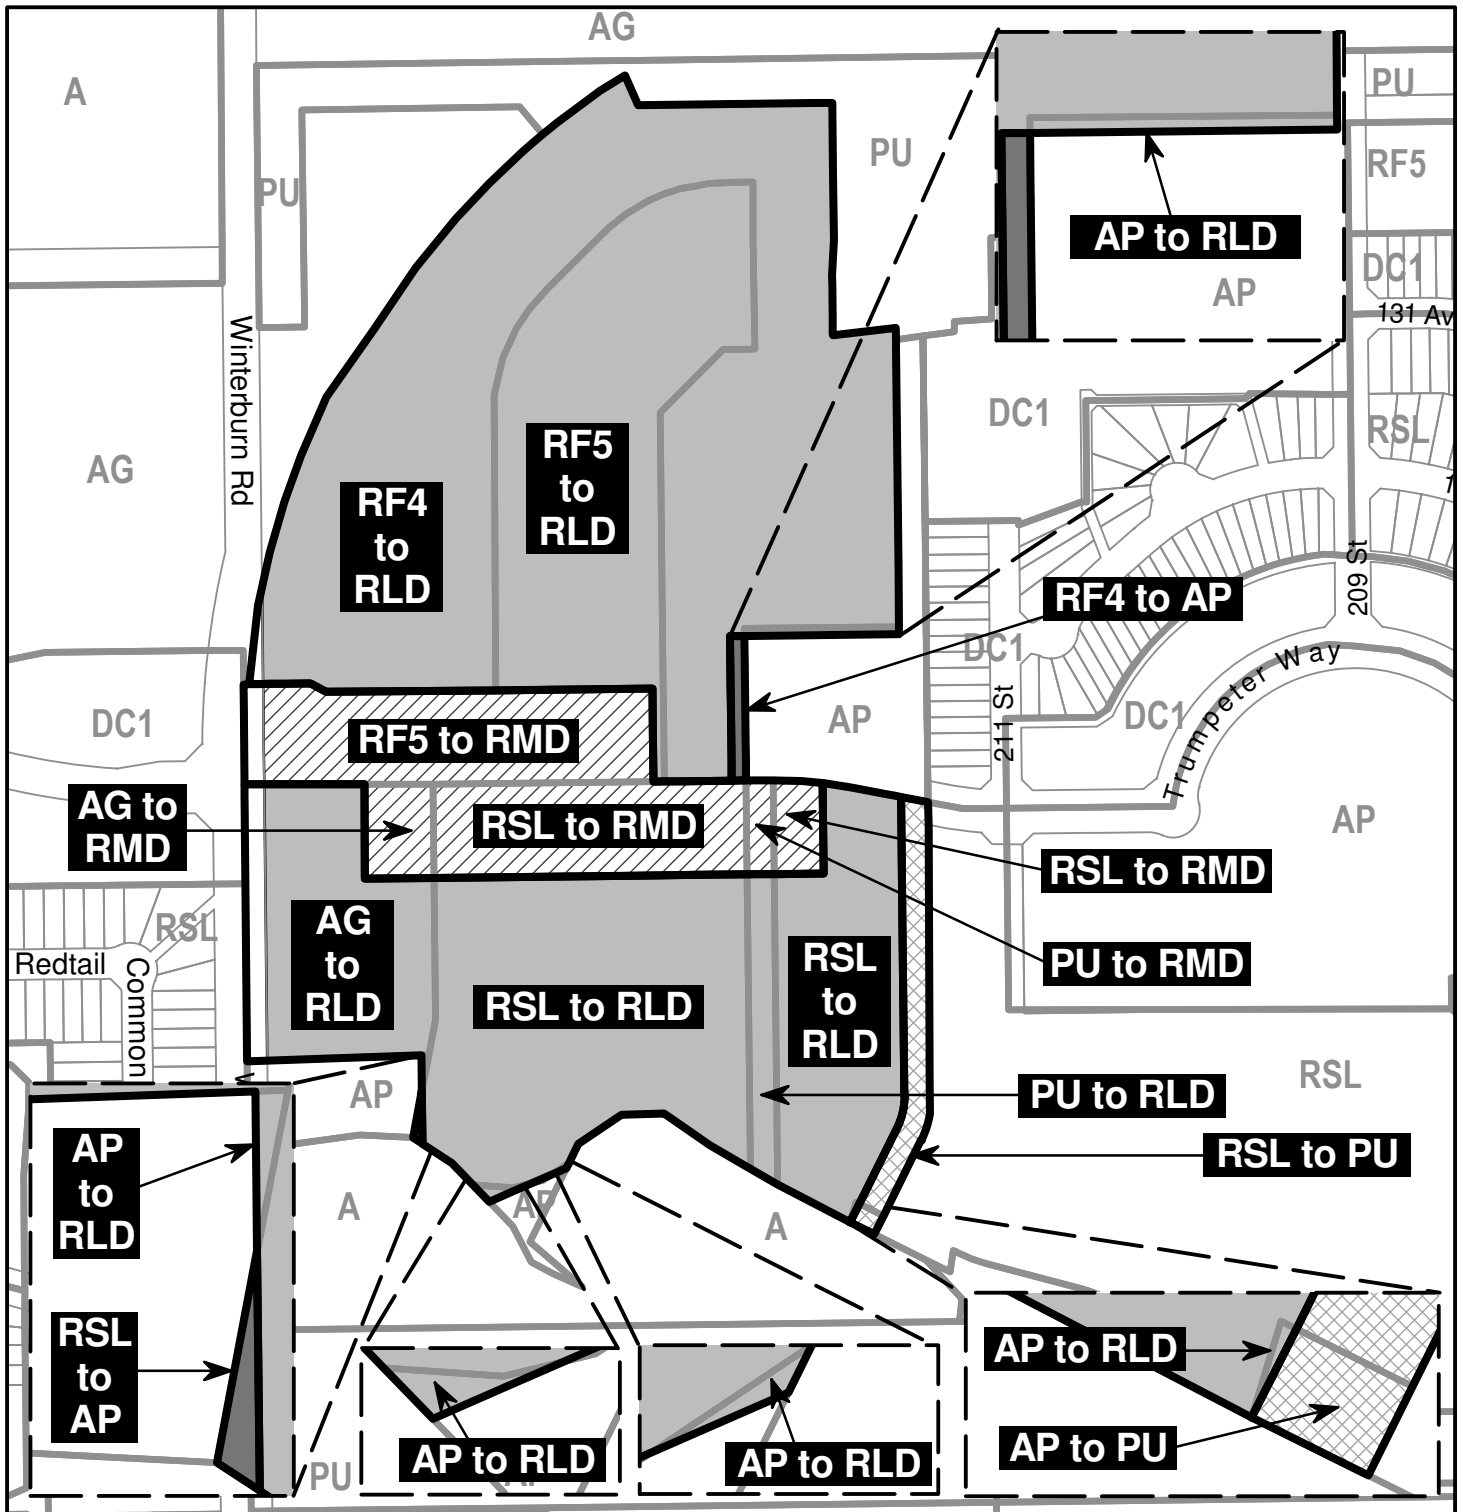 AG
A
PU
PU
PU
RF5
AP to RLD
DC1
AP
131 Av
Winterburn Rd
DC1
RSL
RF5
to
RLD
AG
RF4
to
RLD
1
209 St
RF4 to AP
DC1
Trumpeter Way
211 St
DC1
AP
DC1
RF5 to RMD
AG to
RMD
RSL to RMD
AP
RSL to RMD
RSL
AG
to
RLD
RSL
to
RLD
PU to RMD
Redtail
Common
RSL to RLD
RSL
AP
PU to RLD
AP
to
RLD
RSL to PU
A
AP
A
RSL
to
AP
AP to RLD
AP to RLD
AP to RLD
AP to PU
PU